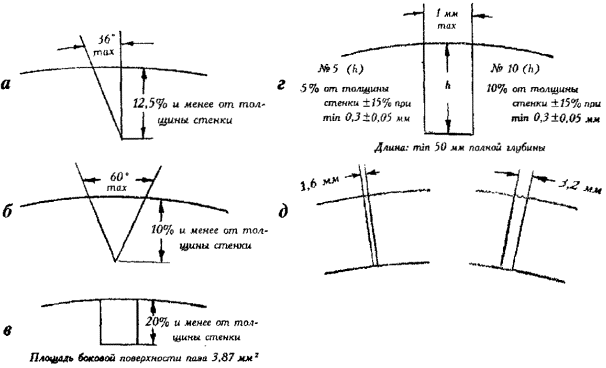 36°
max
а
12,5% и менее от тол-
щины стенки
60°
max
б
10% и менее от тол-
щины стенки
в
20% и менее от тол-
щины стенки
Площадь боковой поверхности паза 3,87 мм²
1 мм
max
г
№ 5 (h)
5% от толщины
стенки ±15% при
min 0,3 ±0,05 мм
h
№ 10 (h)
10% от толщины
стенки ±15% при
min 0,3 ±0,05 мм
Длина: min 50 мм полной глубины
д
1,6 мм
3,2 мм